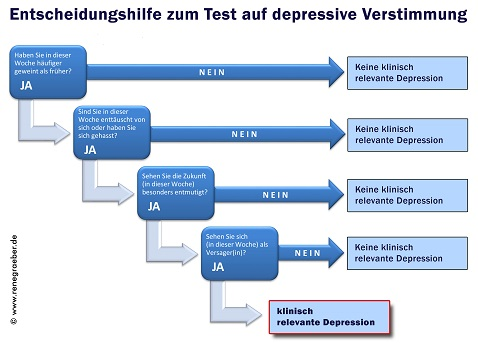 Entscheidungshilfe zum Test auf depressive Verstimmung
Haben Sie in dieser
Woche häufiger
geweint als früher?
JA
NEIN
Keine klinisch
relevante Depression
Sind Sie in dieser
Woche enttäuscht von
sich oder haben Sie
sich gehasst?
JA
NEIN
Keine klinisch
relevante Depression
Sehen Sie die Zukunft
(in dieser Woche)
besonders entmutigt?
JA
NEIN
Keine klinisch
relevante Depression
Sehen Sie sich
(in dieser Woche) als
Versager(in)?
JA
NEIN
Keine klinisch
relevante Depression
klinisch
relevante Depression
© www.renegraeber.de